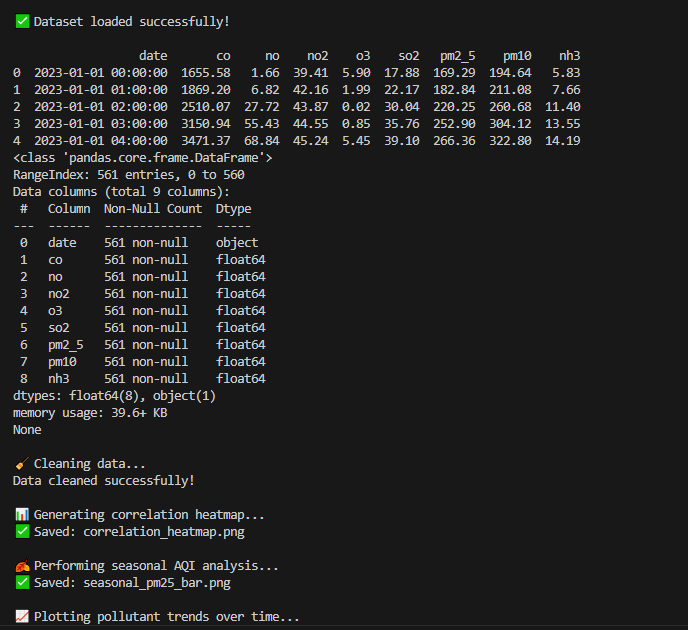 ✅ Dataset loaded successfully!
date co no no2 o3 so2 pm2_5 pm10 nh3
0 2023-01-01 00:00:00 1655.58 1.66 39.41 5.90 17.88 169.29 194.64 5.83
1 2023-01-01 01:00:00 1869.20 6.82 42.16 1.99 22.17 182.84 211.08 7.66
2 2023-01-01 02:00:00 2510.07 27.72 43.87 0.02 30.04 220.25 260.68 11.40
3 2023-01-01 03:00:00 3150.94 55.43 44.55 0.85 35.76 252.90 304.12 13.55
4 2023-01-01 04:00:00 3471.37 68.84 45.24 5.45 39.10 266.36 322.80 14.19
<class 'pandas.core.frame.DataFrame'>
RangeIndex: 561 entries, 0 to 560
Data columns (total 9 columns):
# Column Non-Null Count Dtype
--- ------ -------------- -----
0 date 561 non-null object
1 co 561 non-null float64
2 no 561 non-null float64
3 no2 561 non-null float64
4 o3 561 non-null float64
5 so2 561 non-null float64
6 pm2_5 561 non-null float64
7 pm10 561 non-null float64
8 nh3 561 non-null float64
dtypes: float64(8), object(1)
memory usage: 39.6+ KB
None
🧹 Cleaning data...
Data cleaned successfully!
📊 Generating correlation heatmap...
✅ Saved: correlation_heatmap.png
🍂 Performing seasonal AQI analysis...
✅ Saved: seasonal_pm25_bar.png
📈 Plotting pollutant trends over time...